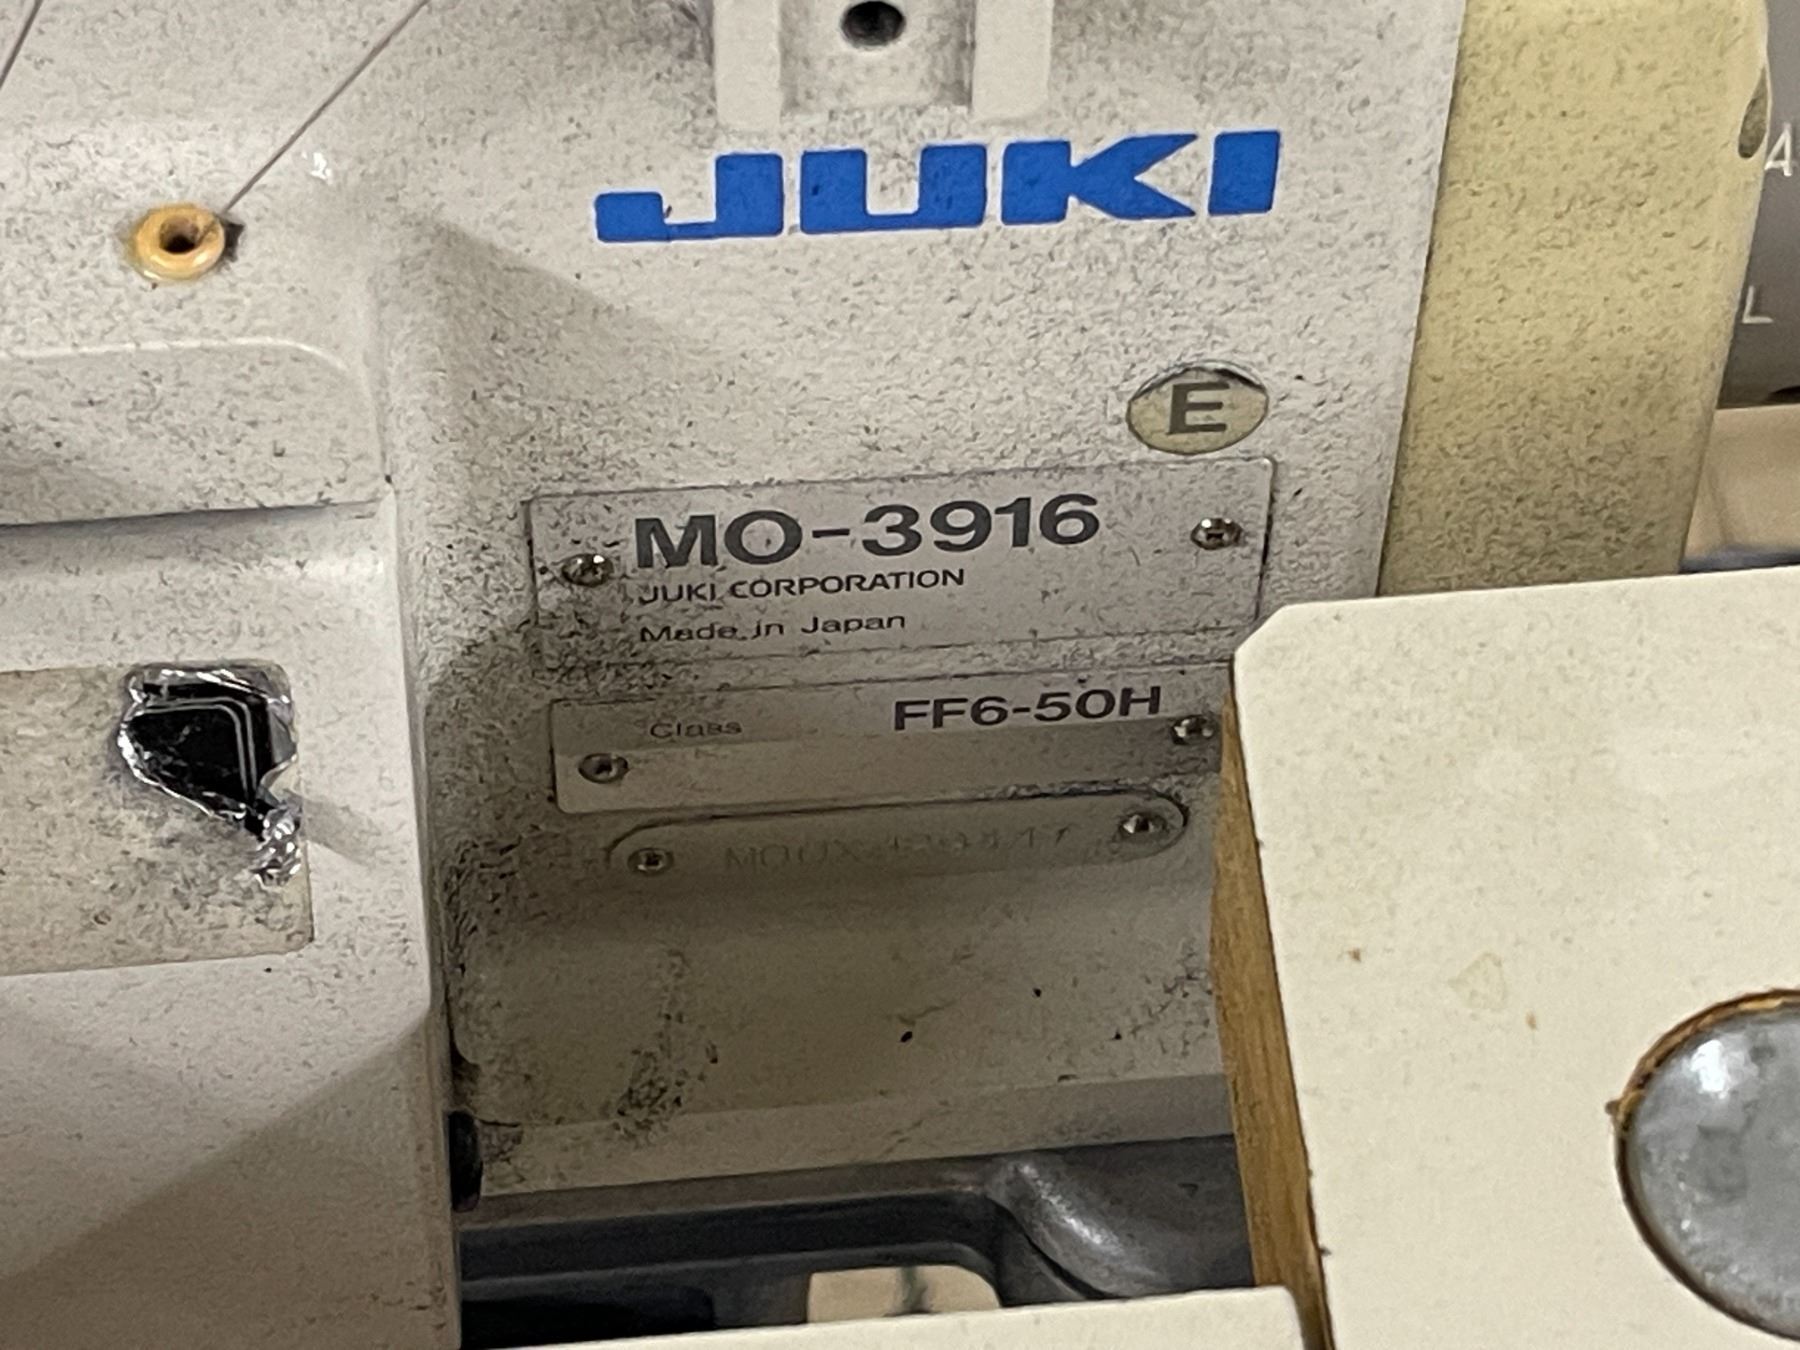 JUKI
E
MO-3916
JUKI CORPORATION
Made in Japan
Class FF6-50H
A
L